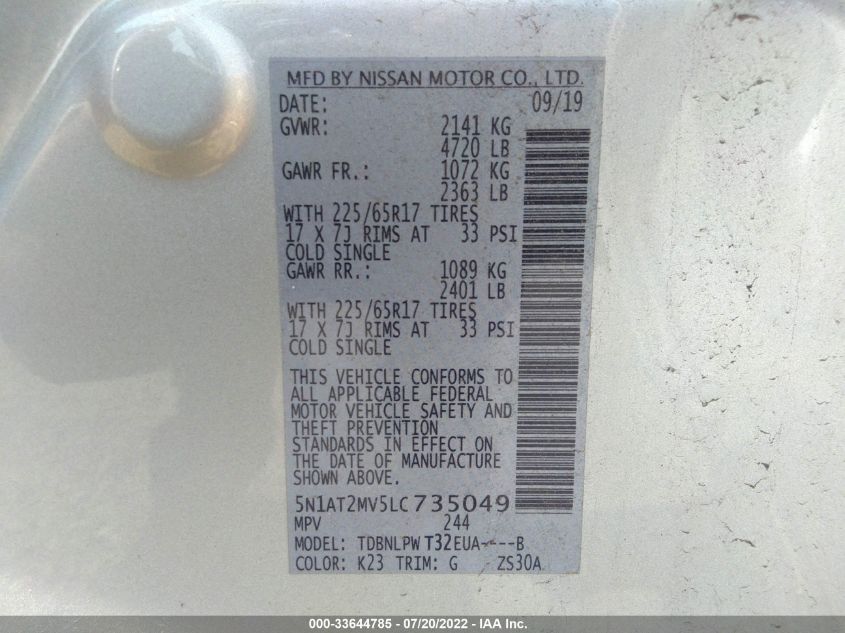 MFD BY NISSAN MOTOR CO., LTD.
DATE: 09/19
GVWR: 2141 KG
4720 LB
GAWR FR.: 1072 KG
2363 LB
WITH 225/65R17 TIRES
17 X 7J RIMS AT 33 PSI
COLD SINGLE
GAWR RR.: 1089 KG
2401 LB
WITH 225/65R17 TIRES
17 X 7J RIMS AT 33 PSI
COLD SINGLE
THIS VEHICLE CONFORMS TO
ALL APPLICABLE FEDERAL
MOTOR VEHICLE SAFETY AND
THEFT PREVENTION
STANDARDS IN EFFECT ON
THE DATE OF MANUFACTURE
SHOWN ABOVE.
5N1AT2MV5LC735049
MPV 244
MODEL: TDBNLPWT32EUA----B
COLOR: K23 TRIM: G ZS30A
000-33644785 - 07/20/2022 - IAA Inc.